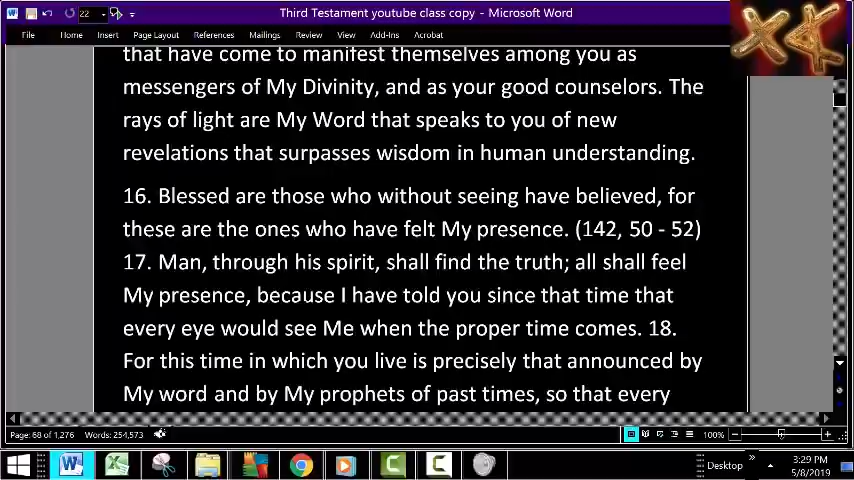 22
Third Testament youtube class copy - Microsoft Word
File Home Insert Page Layout References Mailings Review View Add-Ins Acrobat
that have come to manifest themselves among you as
messengers of My Divinity, and as your good counselors. The
rays of light are My Word that speaks to you of new
revelations that surpasses wisdom in human understanding.
16. Blessed are those who without seeing have believed, for
these are the ones who have felt My presence. (142, 50 - 52)
17. Man, through his spirit, shall find the truth; all shall feel
My presence, because I have told you since that time that
every eye would see Me when the proper time comes. 18.
For this time in which you live is precisely that announced by
My word and by My prophets of past times, so that every
Page: 68 of 1,276 Words: 254,573 100%
Desktop 3:29 PM
5/8/2019